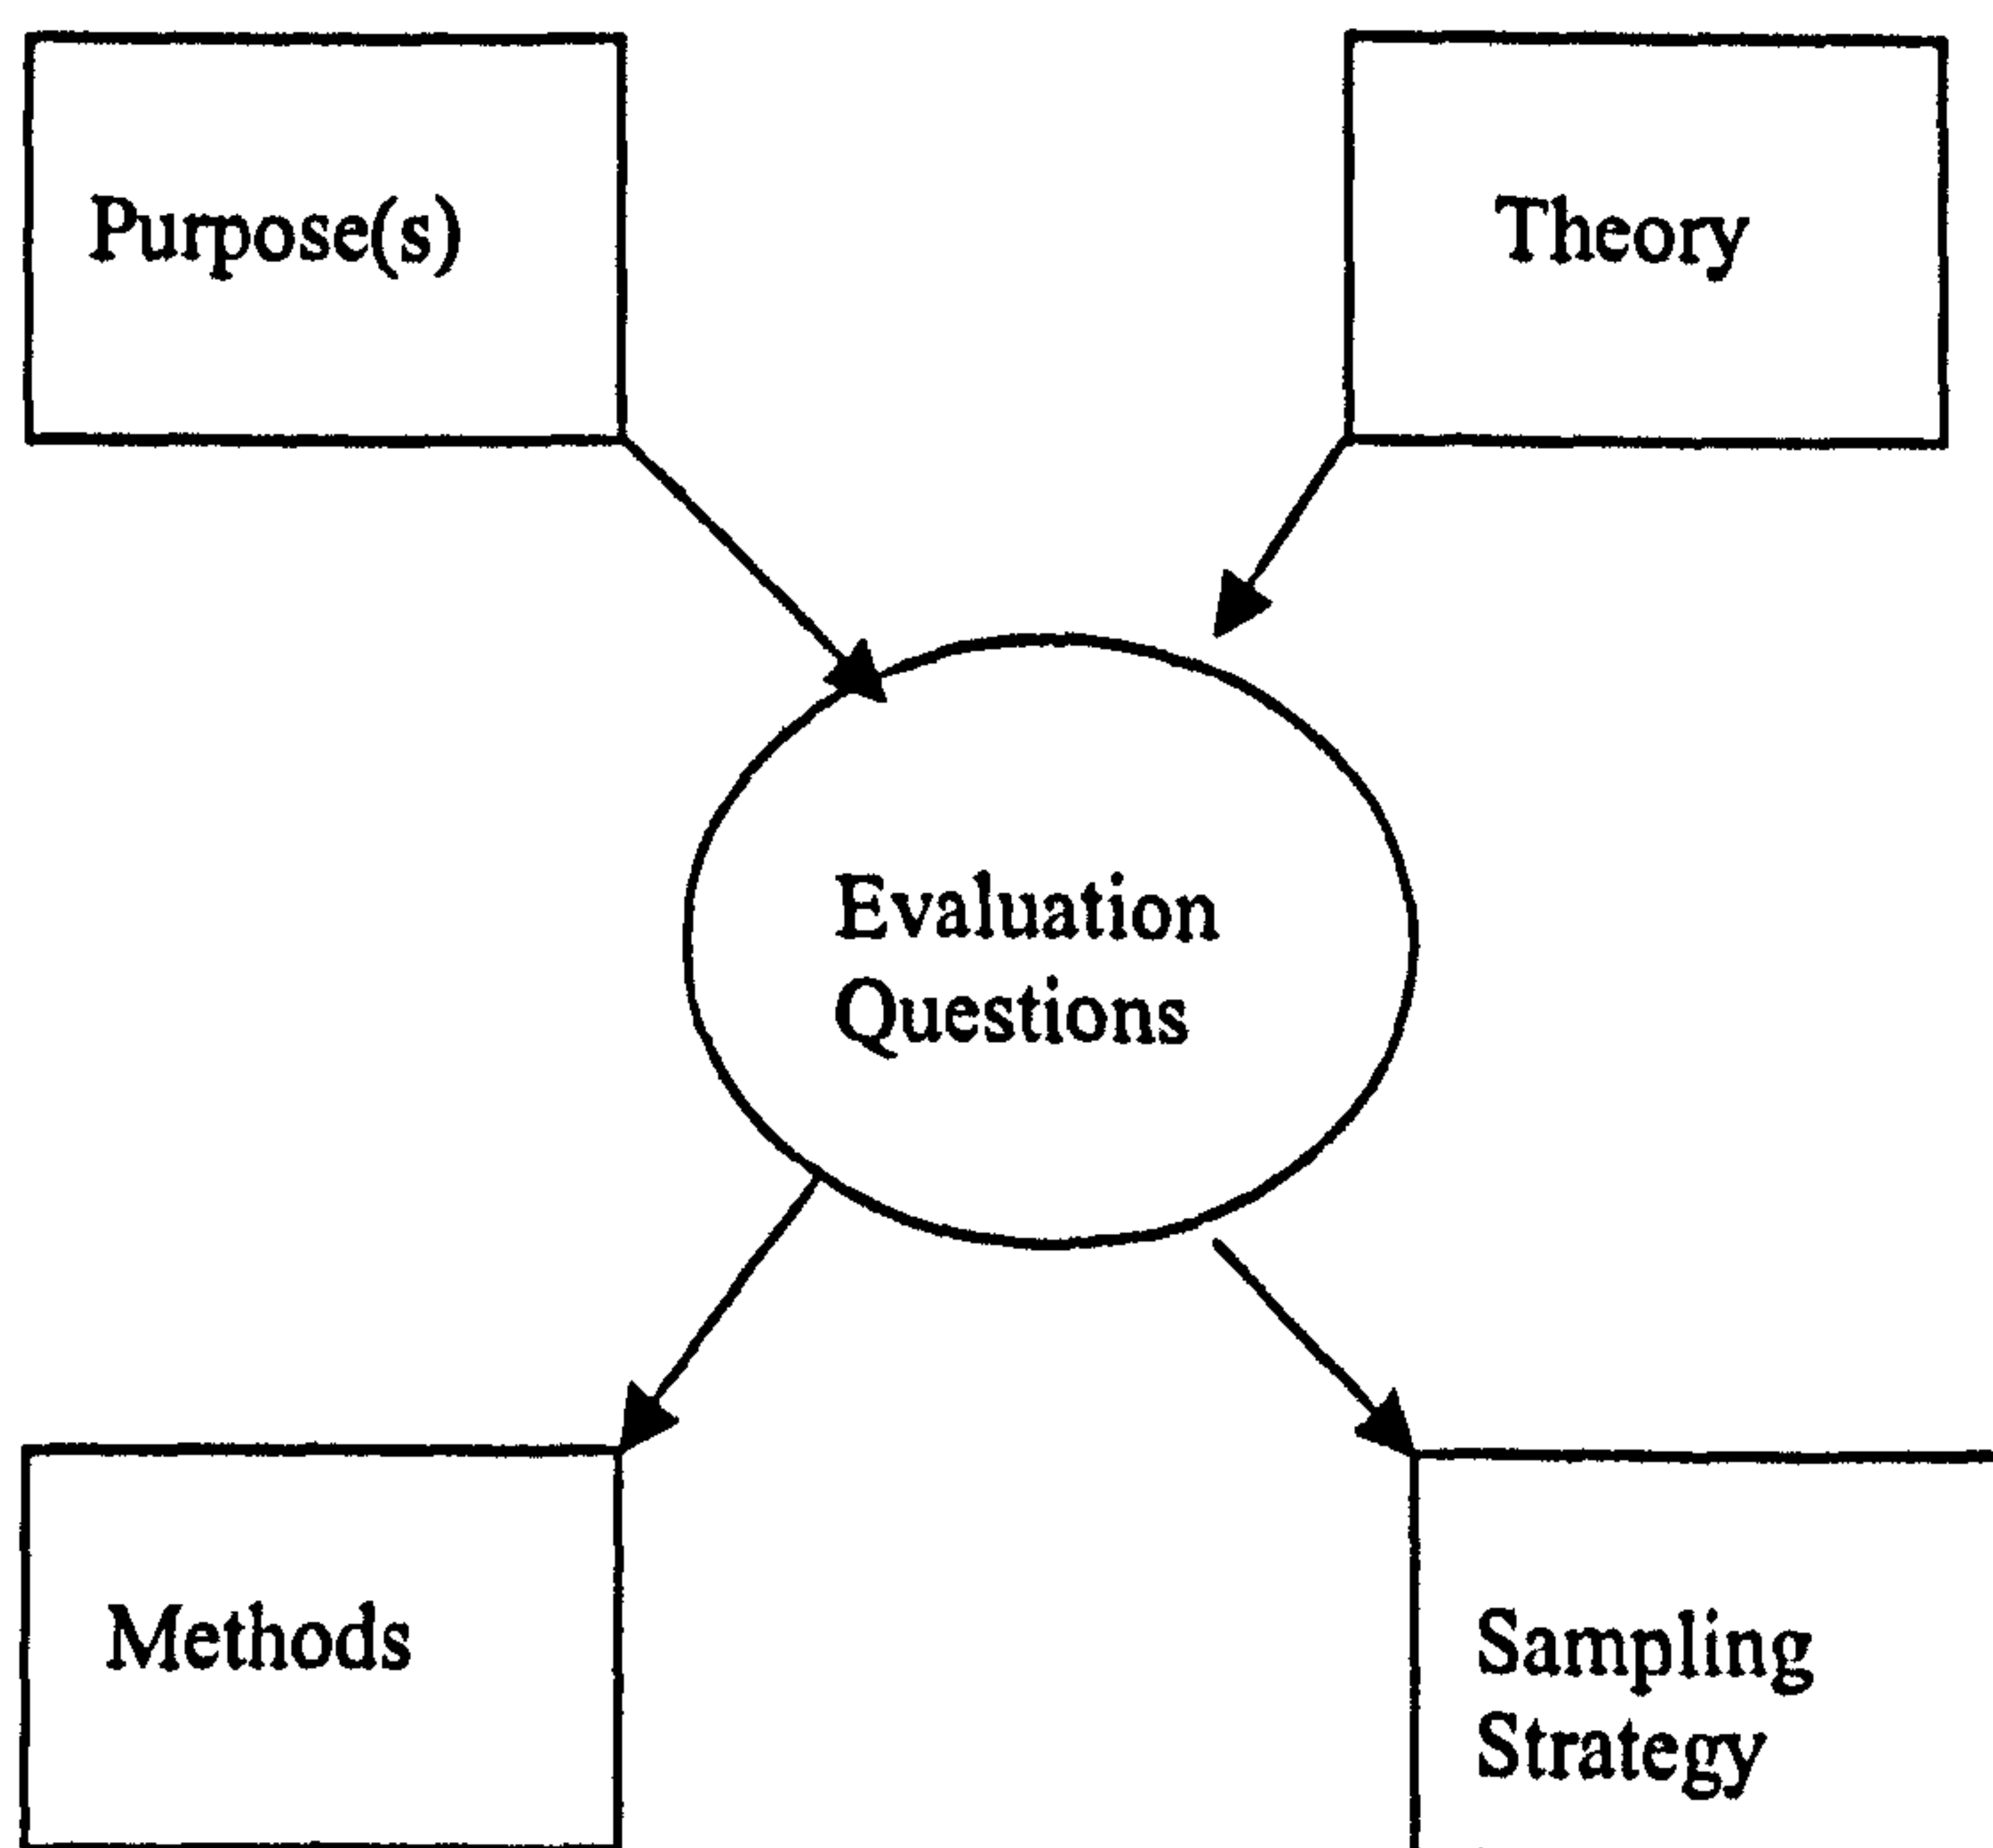 Purpose(s)
Theory
Evaluation
Questions
Methods
Sampling
Strategy